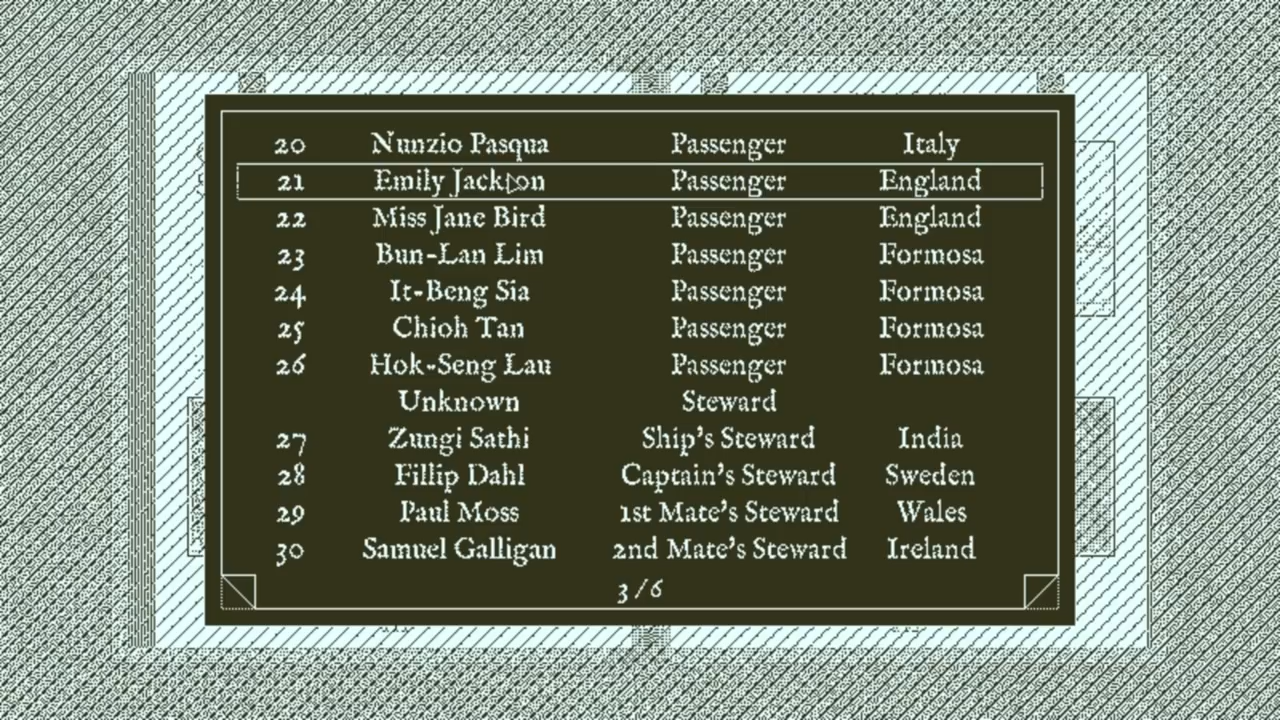 20 Nunzio Pasqua Passenger Italy
21 Emily Jackson Passenger England
22 Miss Jane Bird Passenger England
23 Bun-Lan Lim Passenger Formosa
24 It-Beng Sia Passenger Formosa
25 Chioh Tan Passenger Formosa
26 Hok-Seng Lau Passenger Formosa
Unknown Steward
27 Zungi Sathi Ship's Steward India
28 Fillip Dahl Captain's Steward Sweden
29 Paul Moss 1st Mate's Steward Wales
30 Samuel Galligan 2nd Mate's Steward Ireland
3/6